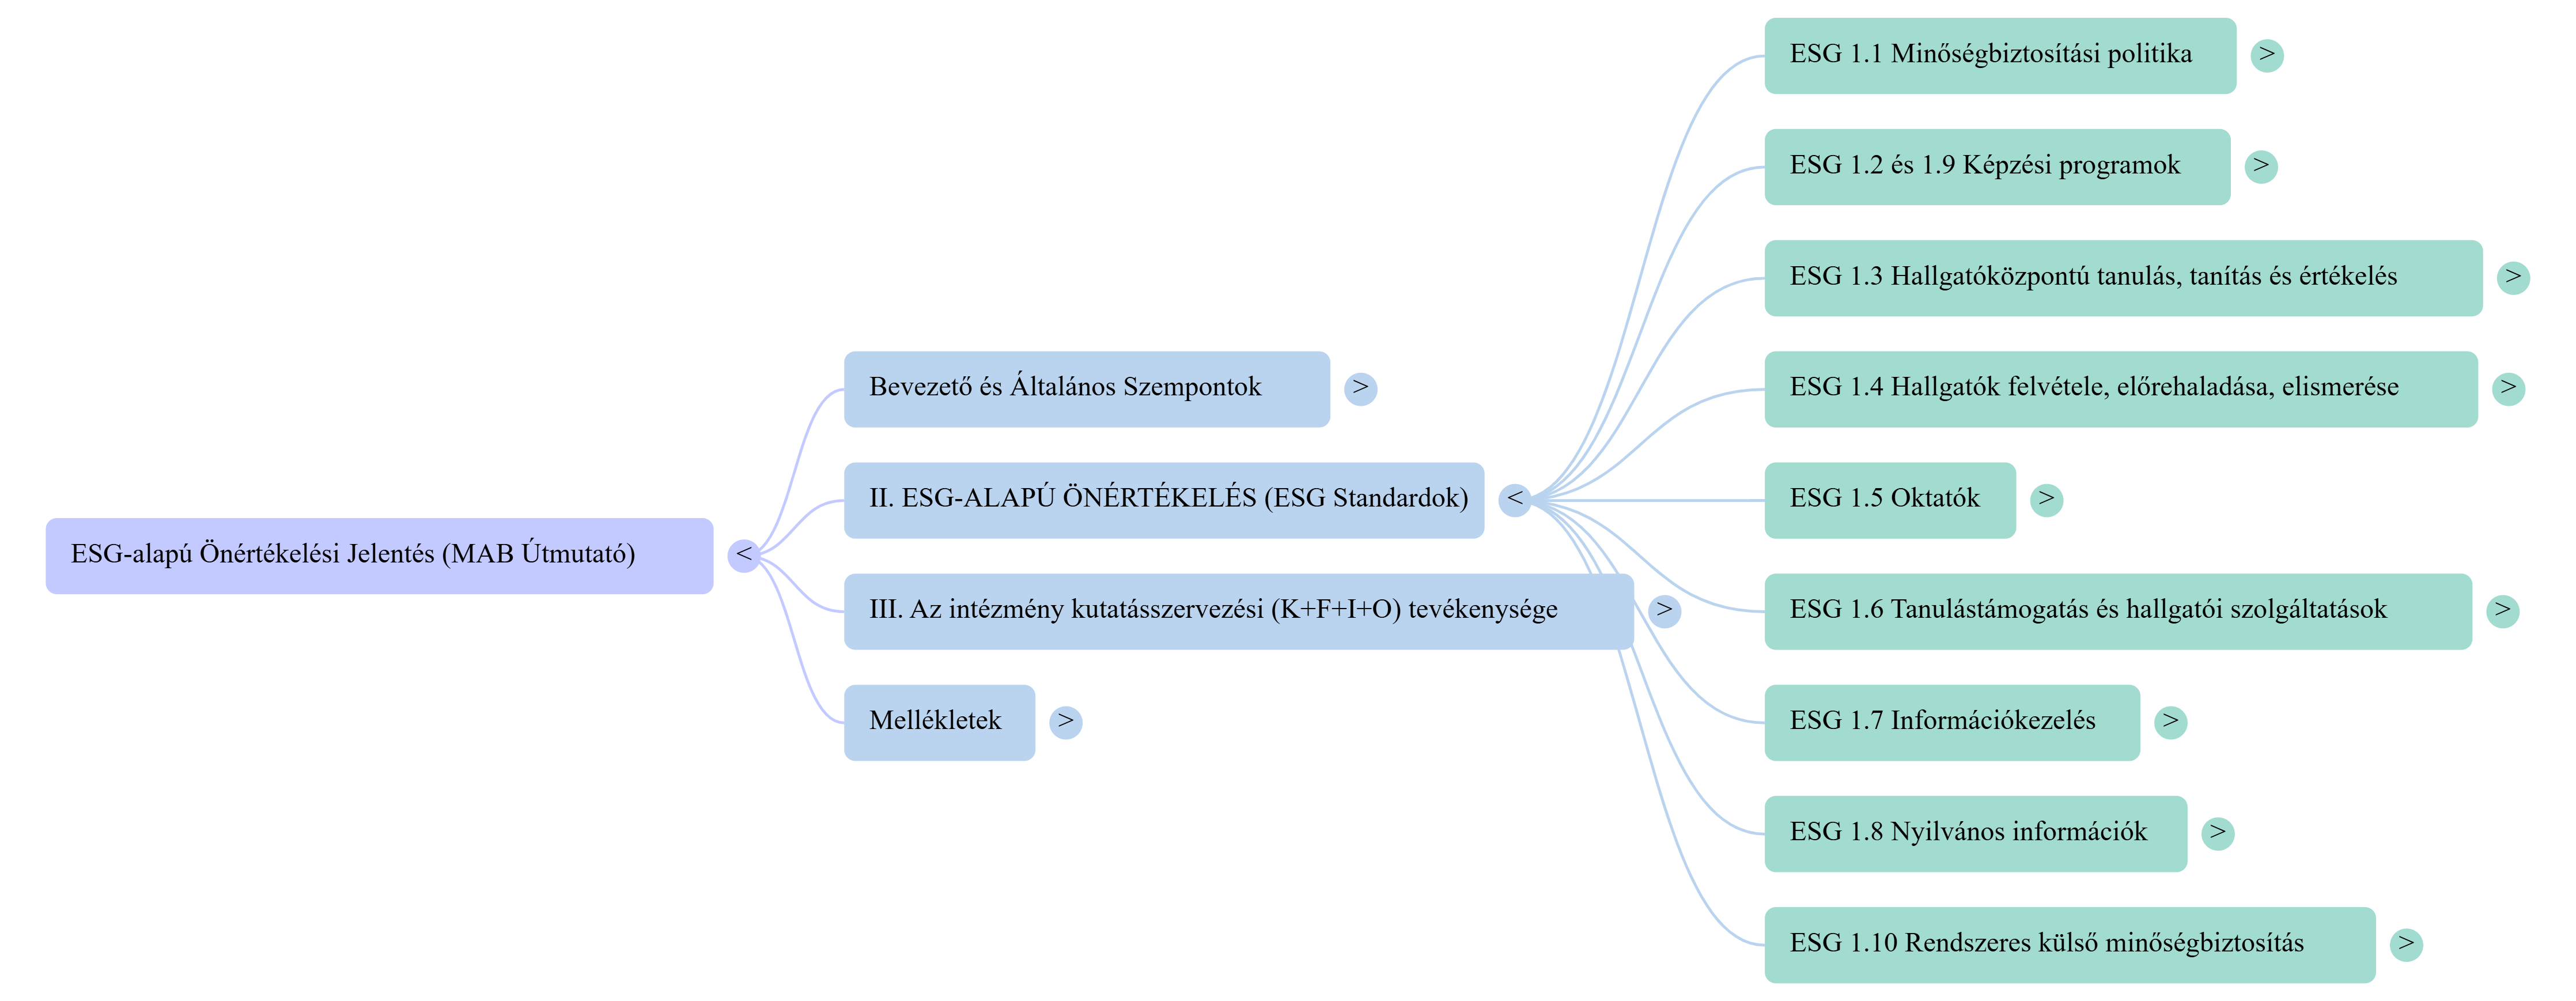 ESG-alapú Önértékelési Jelentés (MAB Útmutató)
<
Bevezető és Általános Szempontok
>
II. ESG-ALAPÚ ÖNÉRTÉKELÉS (ESG Standardok)
<
III. Az intézmény kutatásszervezési (K+F+I+O) tevékenysége
>
Mellékletek
>
ESG 1.1 Minőségbiztosítási politika
>
ESG 1.2 és 1.9 Képzési programok
>
ESG 1.3 Hallgatóközpontú tanulás, tanítás és értékelés
>
ESG 1.4 Hallgatók felvétele, előrehaladása, elismerése
>
ESG 1.5 Oktatók
>
ESG 1.6 Tanulástámogatás és hallgatói szolgáltatások
>
ESG 1.7 Információkezelés
>
ESG 1.8 Nyilvános információk
>
ESG 1.10 Rendszeres külső minőségbiztosítás
>